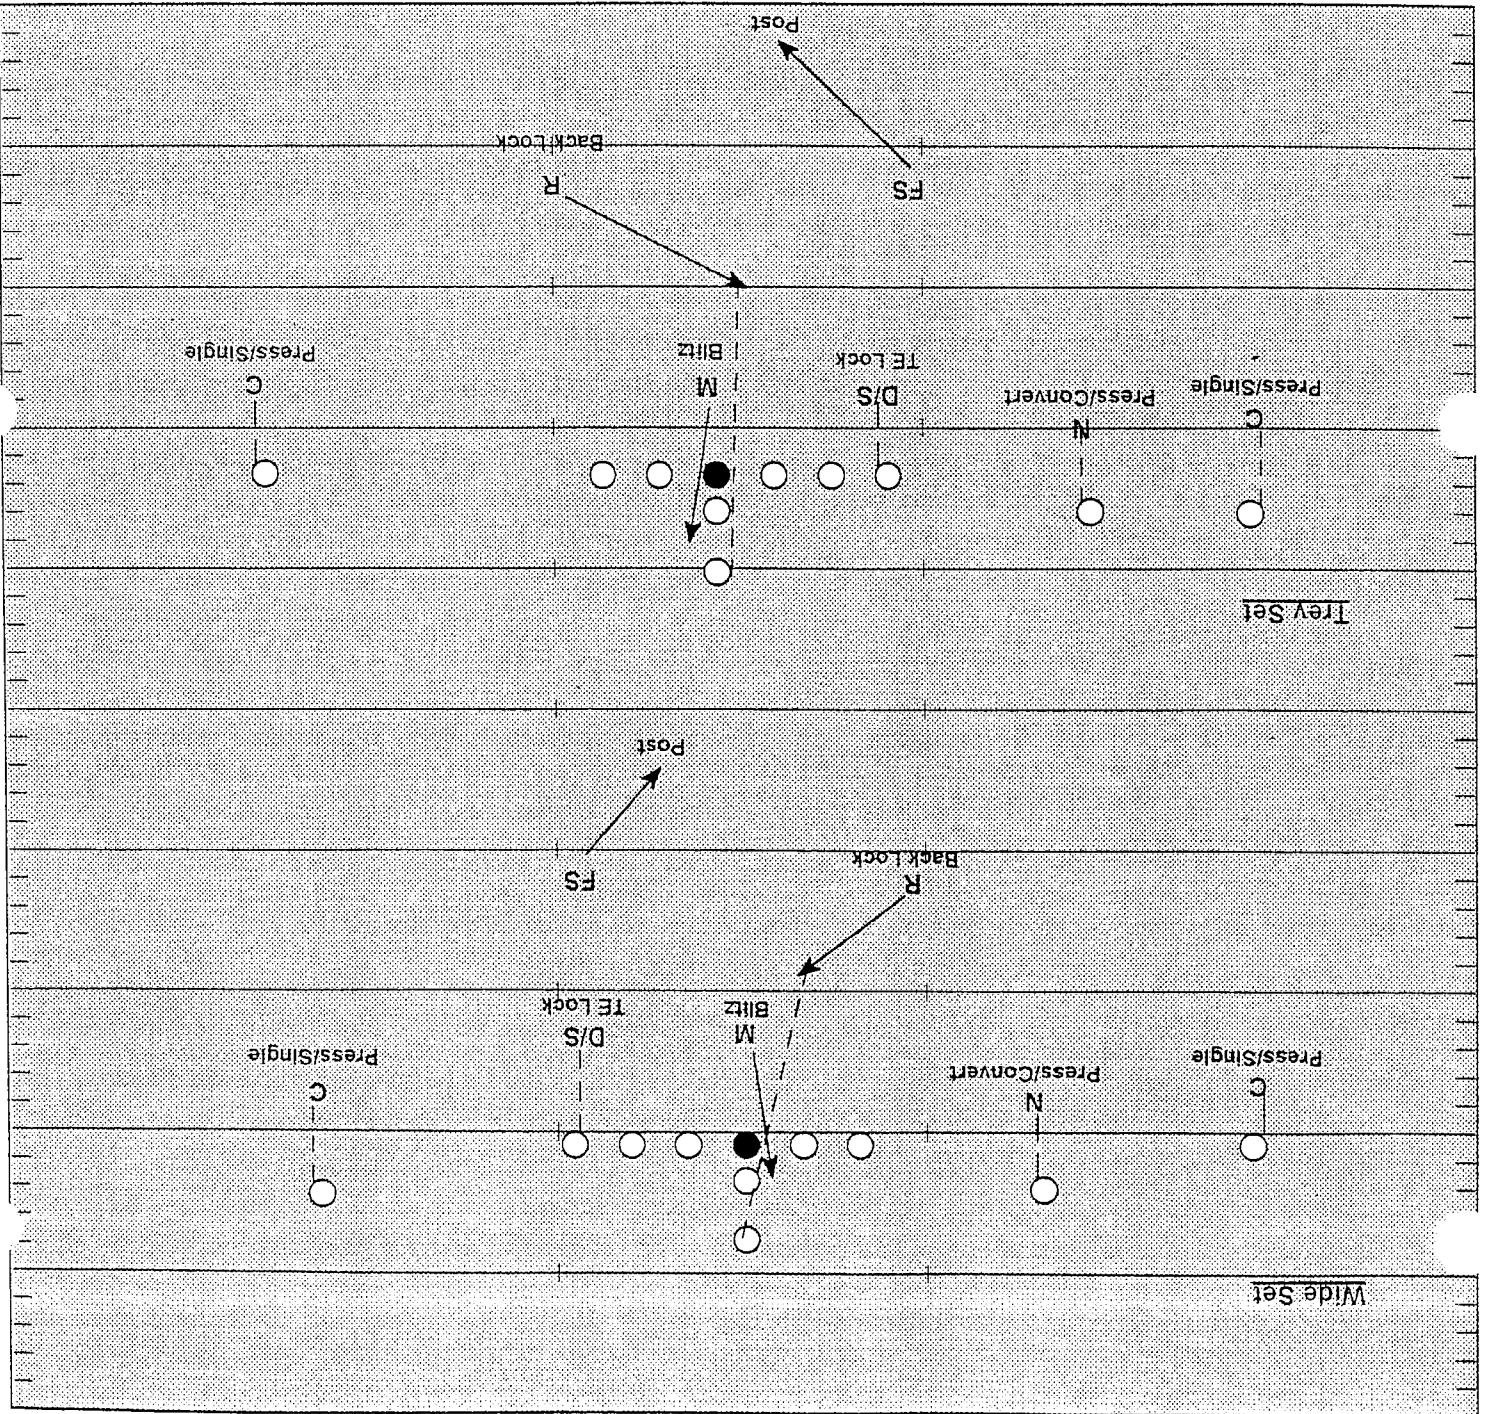 Wide Set
C
Press/Single
N
Press/Convert
M
Blitz
D/S
TE Lock
C
Press/Single
R
Back Lock
FS
Post
Trey Set
C
Press/Single
N
Press/Convert
D/S
TE Lock
M
Blitz
C
Press/Single
FS
Post
R
Back Lock